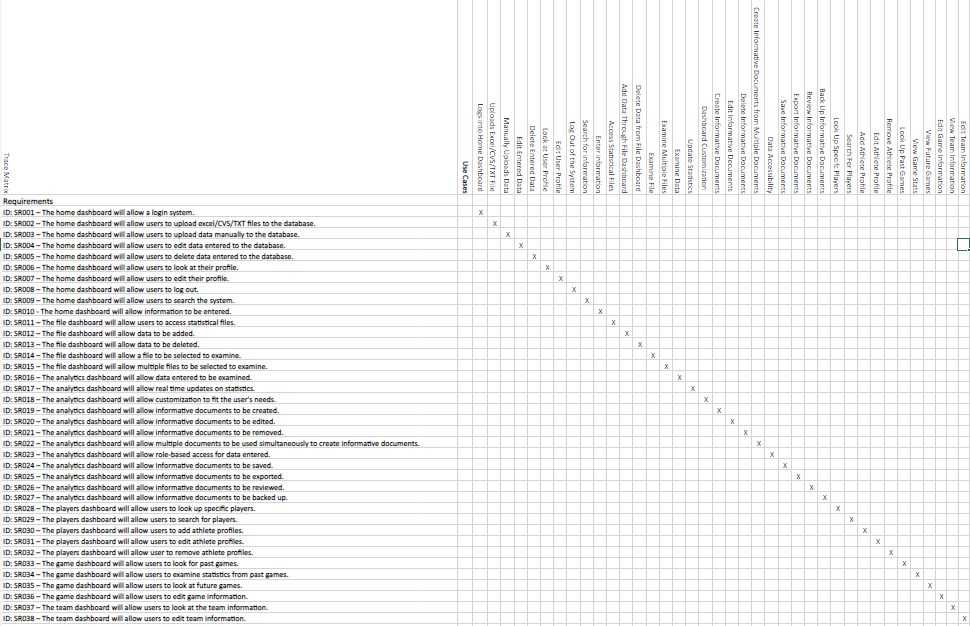 Trace Matrix
Use Cases
Logs into Home Dashboard
Uploads Excel/CVS/TXT File
Manually Uploads Data
Edit Entered Data
Delete Entered Data
Look at User Profile
Edit User Profile
Log Out of the System
Search for information
Enter information
Access Statistical Files
Add Data Through File Dashboard
Delete Data from File Dashboard
Examine File
Examine Multiple Files
Examine Data
Update Statistics
Dashboard Customization
Create Informative Documents
Edit Informative Documents
Delete Informative Documents
Create Informative Documents from Multiple Documents
Data Accessibility
Save Informative Documents
Export Informative Documents
Review Informative Documents
Back Up Informative Documents
Look Up Specific Players
Search For Players
Add Athlete Profile
Edit Athlete Profile
Remove Athlete Profile
Look Up Past Games
View Game Stats
View Future Games
Edit Game Information
View Team Information
Edit Team Information
Requirements
ID: SR001 – The home dashboard will allow a login system. X
ID: SR002 – The home dashboard will allow users to upload excel/CVS/TXT files to the database. X
ID: SR003 – The home dashboard will allow users to upload data manually to the database. X
ID: SR004 – The home dashboard will allow users to edit data entered to the database. X
ID: SR005 – The home dashboard will allow users to delete data entered to the database. X
ID: SR006 – The home dashboard will allow users to look at their profile. X
ID: SR007 – The home dashboard will allow users to edit their profile. X
ID: SR008 – The home dashboard will allow users to log out. X
ID: SR009 – The home dashboard will allow users to search the system. X
ID: SR010 - The home dashboard will allow information to be entered. X
ID: SR011 – The file dashboard will allow users to access statistical files. X
ID: SR012 – The file dashboard will allow data to be added. X
ID: SR013 – The file dashboard will allow data to be deleted. X
ID: SR014 – The file dashboard will allow a file to be selected to examine. X
ID: SR015 – The file dashboard will allow multiple files to be selected to examine. X
ID: SR016 – The analytics dashboard will allow data entered to be examined. X
ID: SR017 – The analytics dashboard will allow real time updates on statistics. X
ID: SR018 – The analytics dashboard will allow customization to fit the user's needs. X
ID: SR019 – The analytics dashboard will allow informative documents to be created. X
ID: SR020 – The analytics dashboard will allow informative documents to be edited. X
ID: SR021 – The analytics dashboard will allow informative documents to be removed. X
ID: SR022 – The analytics dashboard will allow multiple documents to be used simultaneously to create informative documents. X
ID: SR023 – The analytics dashboard will allow role-based access for data entered. X
ID: SR024 – The analytics dashboard will allow informative documents to be saved. X
ID: SR025 – The analytics dashboard will allow informative documents to be exported. X
ID: SR026 – The analytics dashboard will allow informative documents to be reviewed. X
ID: SR027 – The analytics dashboard will allow informative documents to be backed up. X
ID: SR028 – The players dashboard will allow users to look up specific players. X
ID: SR029 – The players dashboard will allow users to search for players. X
ID: SR030 – The players dashboard will allow users to add athlete profiles. X
ID: SR031 – The players dashboard will allow users to edit athlete profiles. X
ID: SR032 – The players dashboard will allow user to remove athlete profiles. X
ID: SR033 – The game dashboard will allow users to look for past games. X
ID: SR034 – The game dashboard will allow users to examine statistics from past games. X
ID: SR035 – The game dashboard will allow users to look at future games. X
ID: SR036 – The game dashboard will allow users to edit game information. X
ID: SR037 – The team dashboard will allow users to look at the team information. X
ID: SR038 – The team dashboard will allow users to edit team information. X